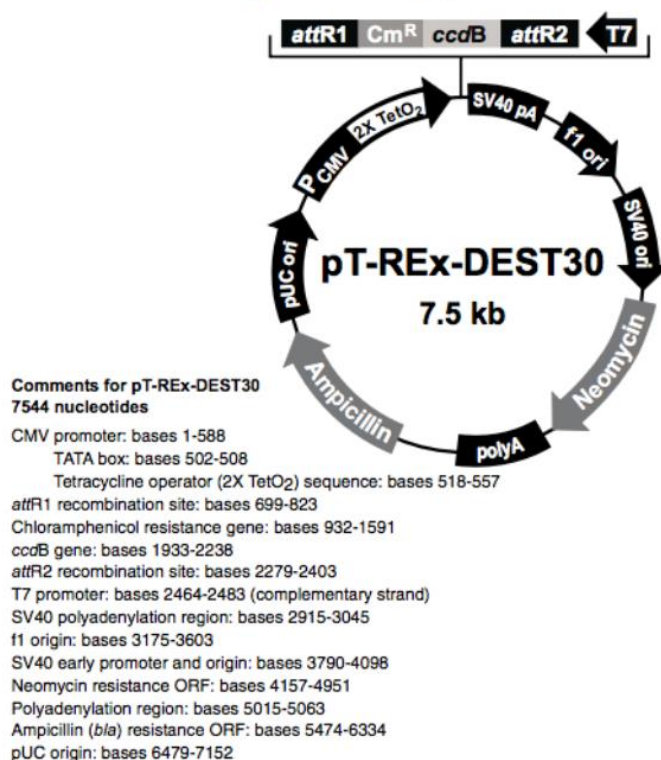 attR1 CmR ccdB attR2 T7
PCMV 2X TetO2 SV40 pA f1 ori
pUC ori SV40 ori
pT-REx-DEST30
7.5 kb
Ampicillin Neomycin
polyA
Comments for pT-REx-DEST30
7544 nucleotides
CMV promoter: bases 1-588
TATA box: bases 502-508
Tetracycline operator (2X TetO2) sequence: bases 518-557
attR1 recombination site: bases 699-823
Chloramphenicol resistance gene: bases 932-1591
ccdB gene: bases 1933-2238
attR2 recombination site: bases 2279-2403
T7 promoter: bases 2464-2483 (complementary strand)
SV40 polyadenylation region: bases 2915-3045
f1 origin: bases 3175-3603
SV40 early promoter and origin: bases 3790-4098
Neomycin resistance ORF: bases 4157-4951
Polyadenylation region: bases 5015-5063
Ampicillin (bla) resistance ORF: bases 5474-6334
pUC origin: bases 6479-7152